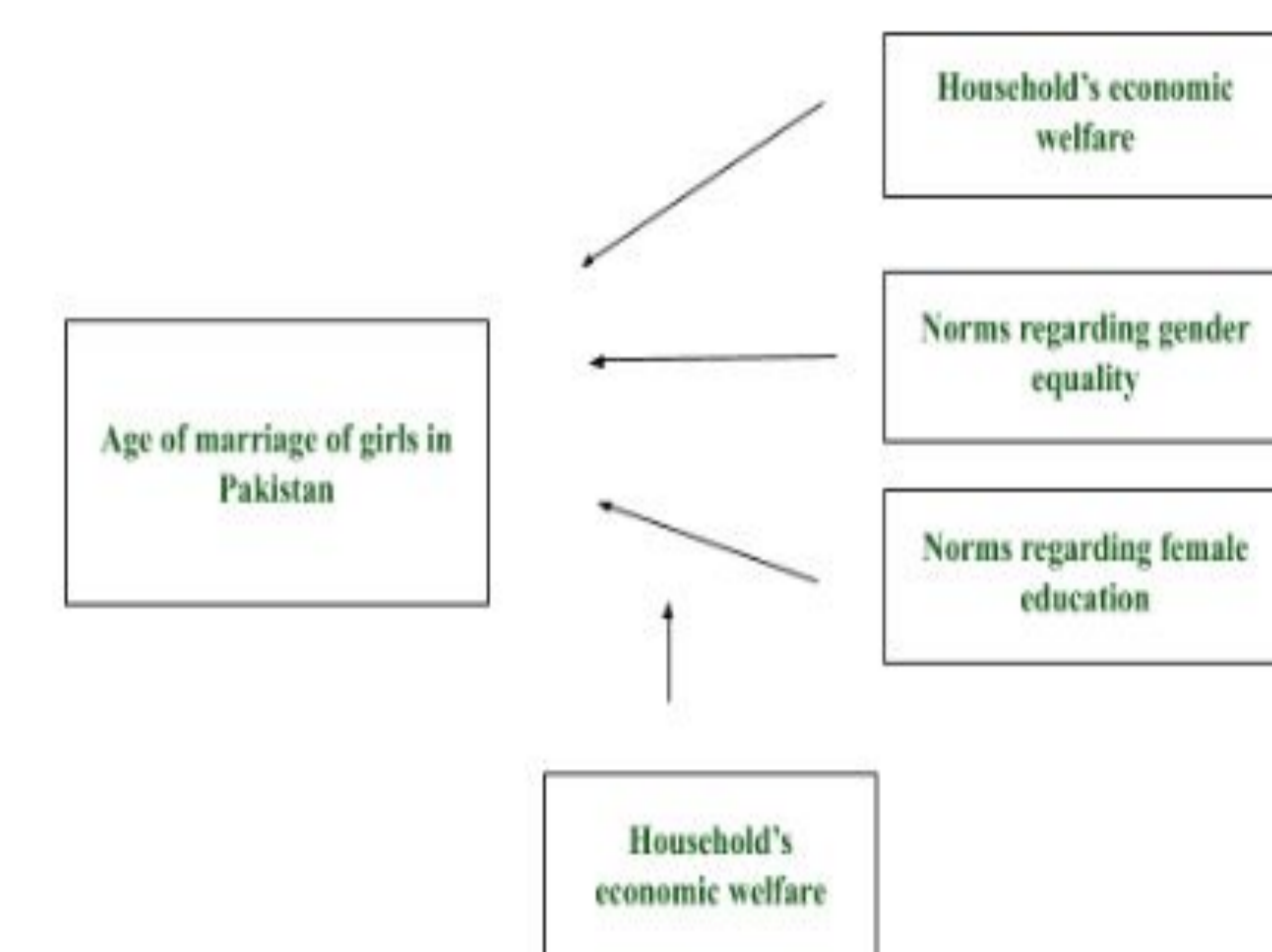 Household's economic
welfare
Norms regarding gender
equality
Age of marriage of girls in
Pakistan
Norms regarding female
education
Household's
economic welfare